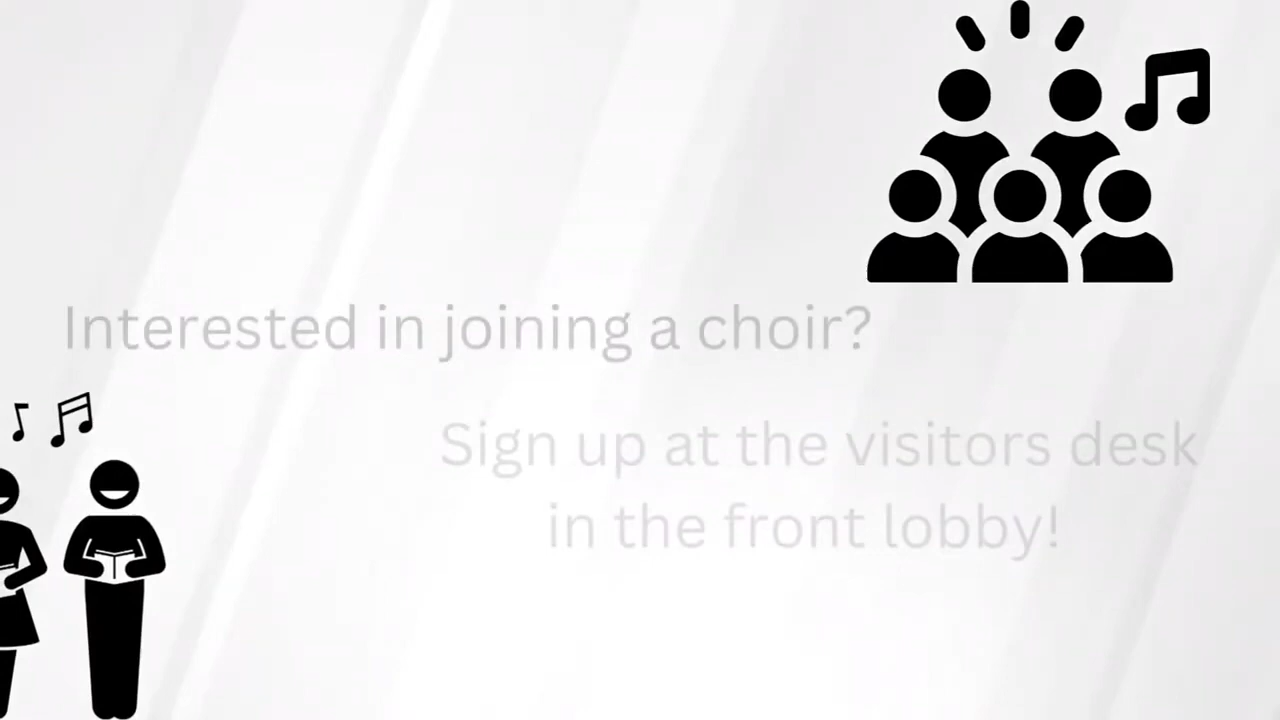 Interested in joining a choir?
Sign up at the visitors desk
in the front lobby!